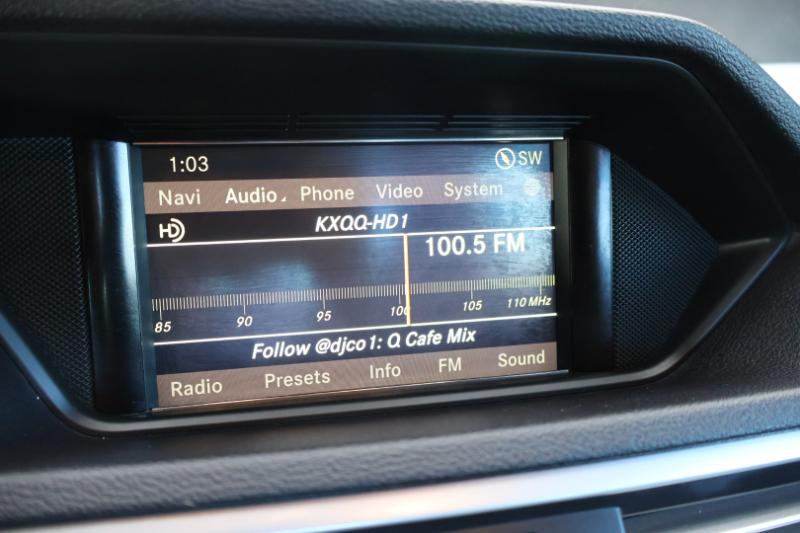 1:03 SW
Navi Audio Phone Video System
HD KXQQ-HD1
100.5 FM
85 90 95 100 105 110 MHz
Follow @djco1: Q Cafe Mix
Radio Presets Info FM Sound